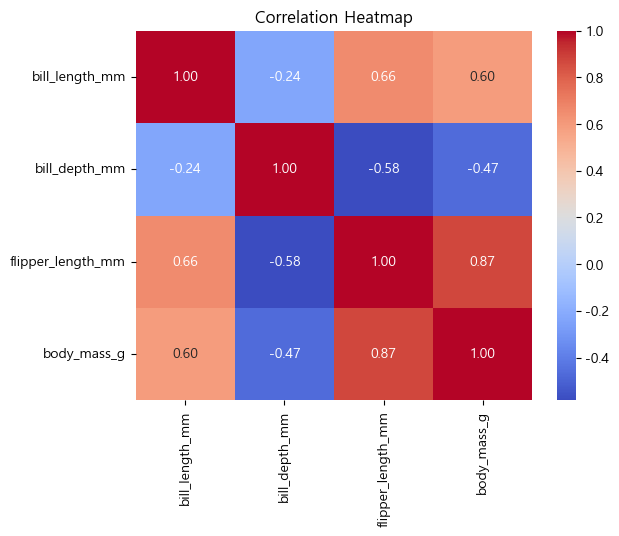 Correlation Heatmap
bill_length_mm 1.00 -0.24 0.66 0.60
bill_depth_mm -0.24 1.00 -0.58 -0.47
flipper_length_mm 0.66 -0.58 1.00 0.87
body_mass_g 0.60 -0.47 0.87 1.00
bill_length_mm
bill_depth_mm
flipper_length_mm
body_mass_g
1.0
0.8
0.6
0.4
0.2
0.0
-0.2
-0.4